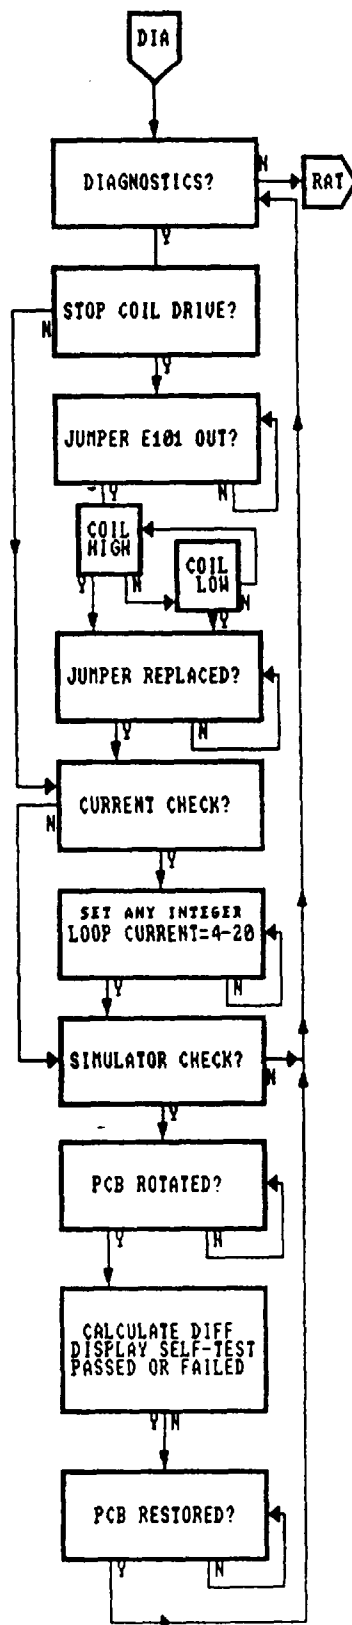 DIA
N
DIAGNOSTICS?
RAT
Y
STOP COIL DRIVE?
N
Y
JUMPER E101 OUT?
Y
N
COIL
HIGH
Y
N
COIL
LOW
N
Y
JUMPER REPLACED?
Y
N
CURRENT CHECK?
N
Y
SET ANY INTEGER
LOOP CURRENT=4-20
Y
N
SIMULATOR CHECK?
N
Y
PCB ROTATED?
Y
N
CALCULATE DIFF
DISPLAY SELF-TEST
PASSED OR FAILED
Y N
PCB RESTORED?
Y
N